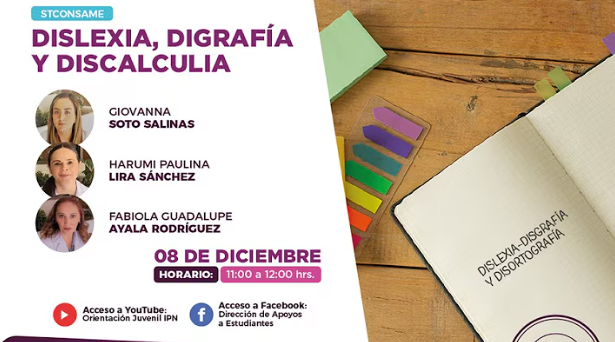 STCONSAME
DISLEXIA, DIGRAFÍA
Y DISCALCULIA
GIOVANNA
SOTO SALINAS
HARUMI PAULINA
LIRA SÁNCHEZ
FABIOLA GUADALUPE
AYALA RODRÍGUEZ
08 DE DICIEMBRE
HORARIO: 11:00 a 12:00 hrs.
Acceso a YouTube:
Orientación Juvenil IPN
Acceso a Facebook:
Dirección de Apoyos
a Estudiantes
DISLEXIA-DISGRAFÍA
Y DISORTOGRAFÍA